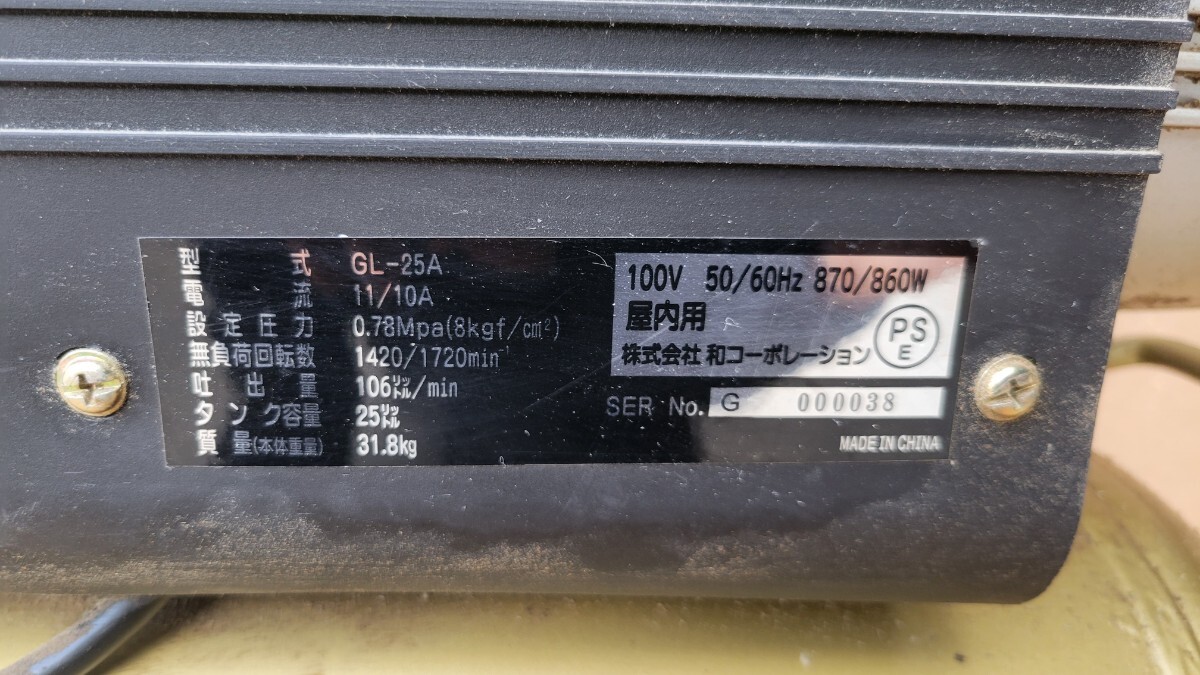 型式 GL-25A
電流 11/10A
設定圧力 0.78Mpa(8kgf/cm²)
無負荷回転数 1420/1720min⁻¹
吐出量 106㍑/min
タンク容量 25㍑
質量(本体重量) 31.8kg
100V 50/60Hz 870/860W
屋内用
株式会社 和コーポレーション
PS
E
SER No. G 000038
MADE IN CHINA